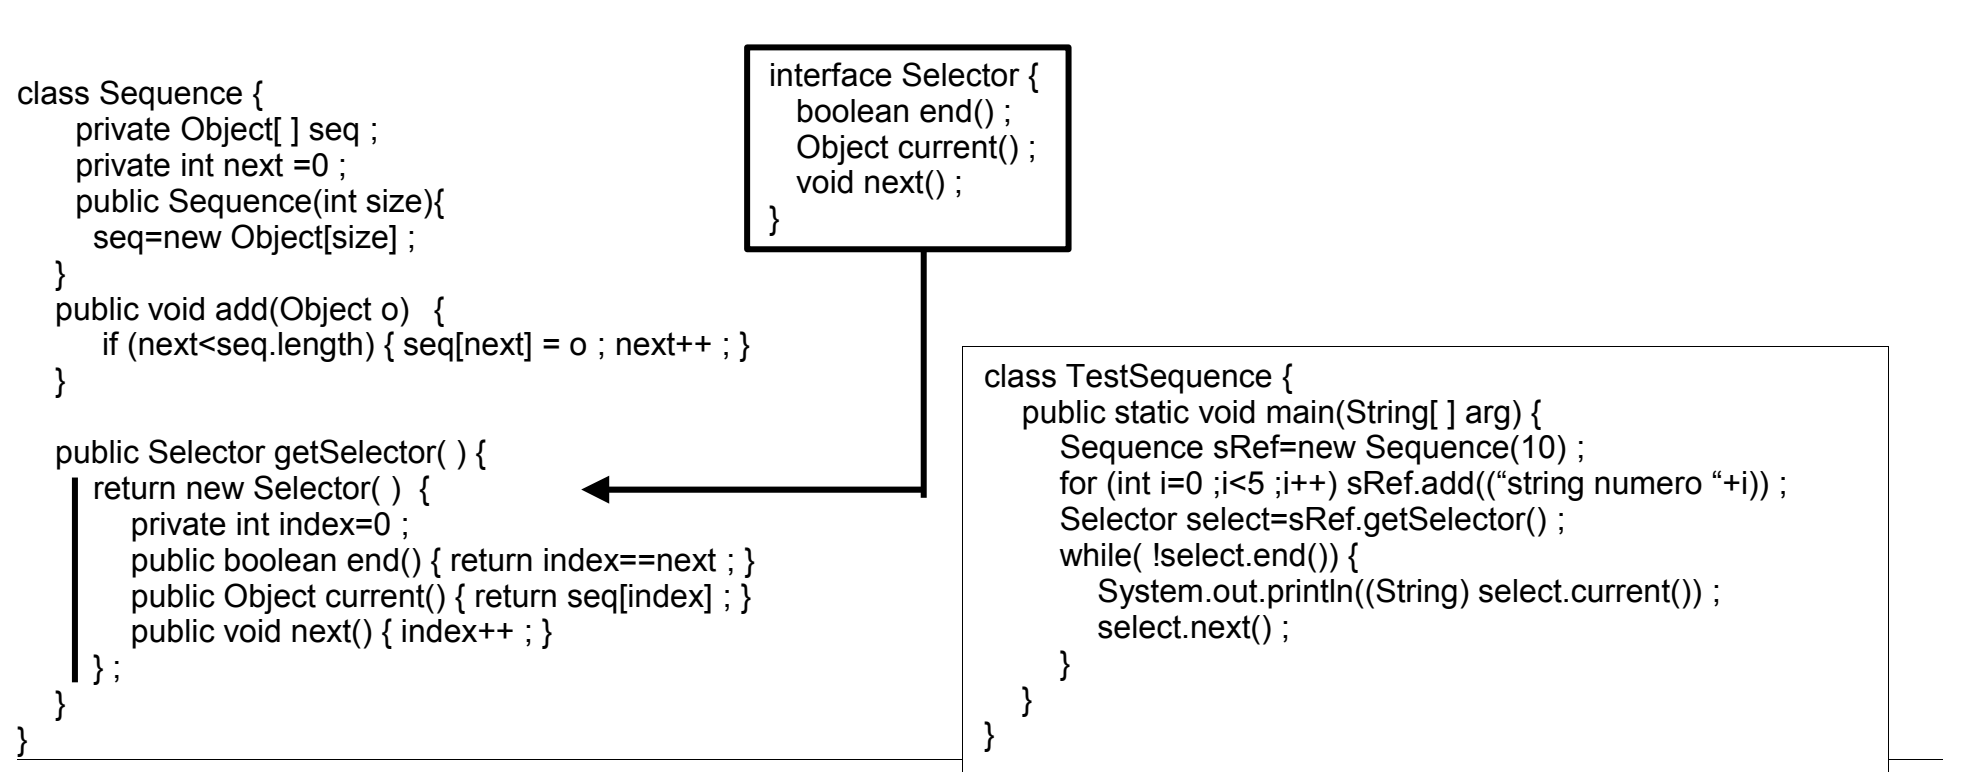 class Sequence {
private Object[ ] seq ;
private int next =0 ;
public Sequence(int size){
seq=new Object[size] ;
}
public void add(Object o)   {
if (next<seq.length) { seq[next] = o ; next++ ; }
}
public Selector getSelector( ) {
return new Selector( )  {
private int index=0 ;
public boolean end() { return index==next ; }
public Object current() { return seq[index] ; }
public void next() { index++ ; }
} ;
}
}
interface Selector {
boolean end() ;
Object current() ;
void next() ;
}
class TestSequence {
public static void main(String[ ] arg) {
Sequence sRef=new Sequence(10) ;
for (int i=0 ;i<5 ;i++) sRef.add((“string numero “+i)) ;
Selector select=sRef.getSelector() ;
while( !select.end()) {
System.out.println((String) select.current()) ;
select.next() ;
}
}
}